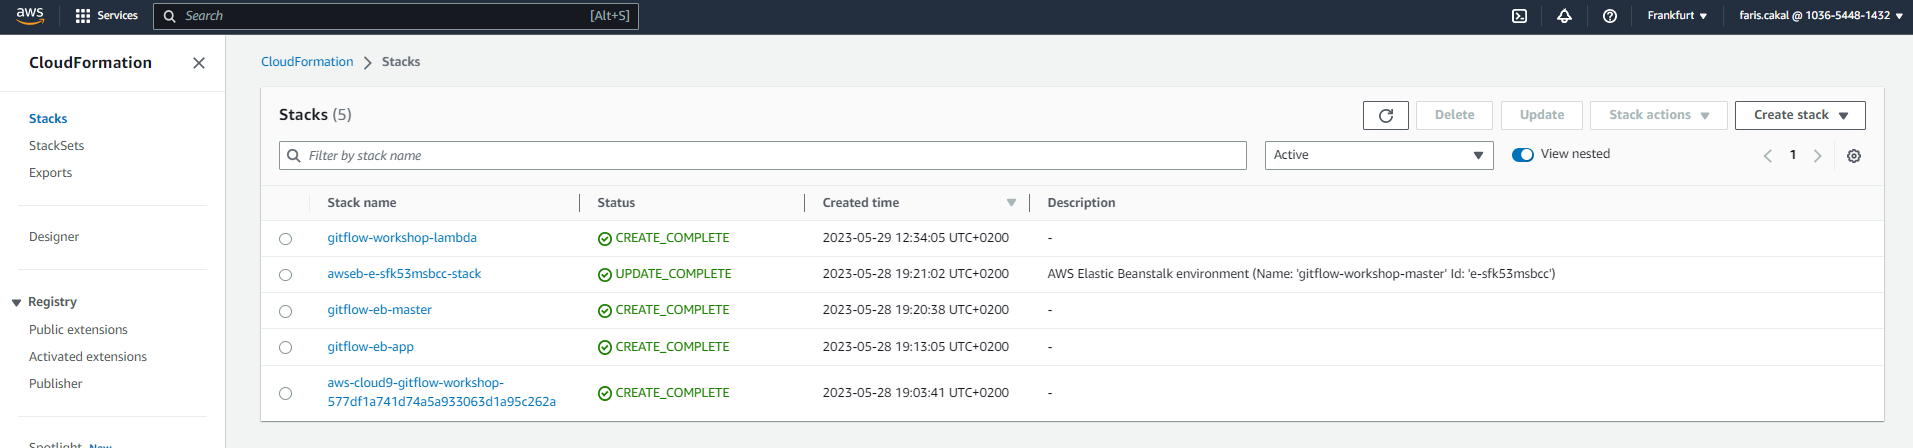 aws Services Search [Alt+S] Frankfurt ▼ faris.cakal @ 1036-5448-1432 ▼
CloudFormation
CloudFormation > Stacks
Stacks
StackSets
Exports
Designer
Registry
Public extensions
Activated extensions
Publisher
Spotlight New
Stacks (5) Delete Update Stack actions Create stack
Filter by stack name Active View nested 1
Stack name Status Created time Description
gitflow-workshop-lambda CREATE_COMPLETE 2023-05-29 12:34:05 UTC+0200 -
awseb-e-sfk53msbcc-stack UPDATE_COMPLETE 2023-05-28 19:21:02 UTC+0200 AWS Elastic Beanstalk environment (Name: 'gitflow-workshop-master' Id: 'e-sfk53msbcc')
gitflow-eb-master CREATE_COMPLETE 2023-05-28 19:20:38 UTC+0200 -
gitflow-eb-app CREATE_COMPLETE 2023-05-28 19:13:05 UTC+0200 -
aws-cloud9-gitflow-workshop-
577df1a741d74a5a933063d1a95c262a CREATE_COMPLETE 2023-05-28 19:03:41 UTC+0200 -